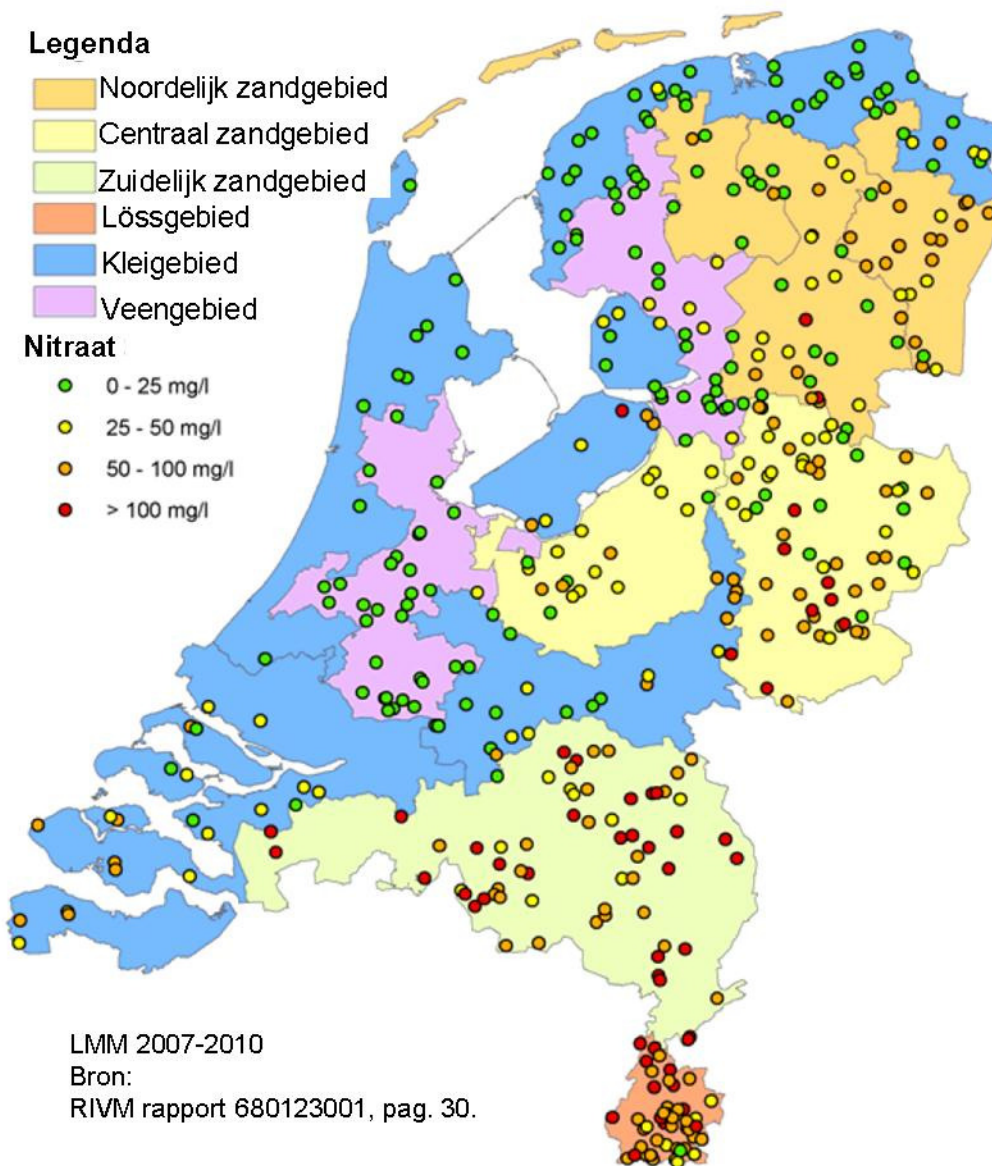 Legenda
Noordelijk zandgebied
Centraal zandgebied
Zuidelijk zandgebied
Lössgebied
Kleigebied
Veengebied
Nitraat
0 - 25 mg/l
25 - 50 mg/l
50 - 100 mg/l
> 100 mg/l
LMM 2007-2010
Bron:
RIVM rapport 680123001, pag. 30.